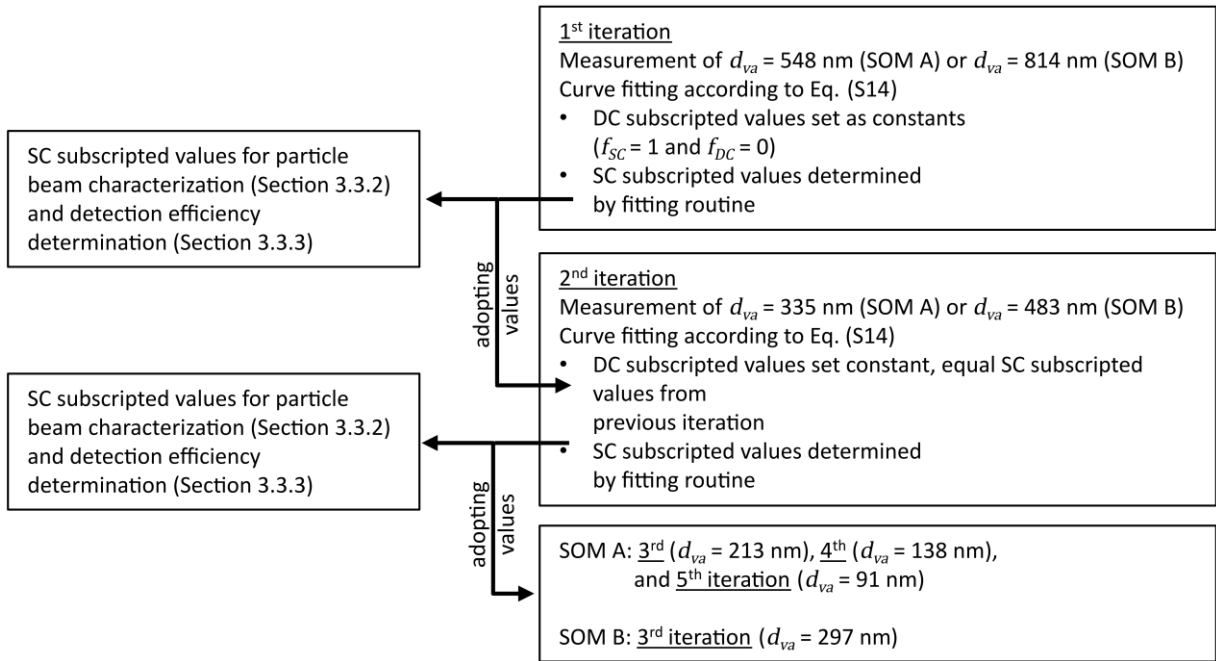 1st iteration
Measurement of dva = 548 nm (SOM A) or dva = 814 nm (SOM B)
Curve fitting according to Eq. (S14)
• DC subscripted values set as constants
(fSC = 1 and fDC = 0)
• SC subscripted values determined
by fitting routine
SC subscripted values for particle
beam characterization (Section 3.3.2)
and detection efficiency
determination (Section 3.3.3)
adopting
values
2nd iteration
Measurement of dva = 335 nm (SOM A) or dva = 483 nm (SOM B)
Curve fitting according to Eq. (S14)
• DC subscripted values set constant, equal SC subscripted
values from
previous iteration
• SC subscripted values determined
by fitting routine
SC subscripted values for particle
beam characterization (Section 3.3.2)
and detection efficiency
determination (Section 3.3.3)
adopting
values
SOM A: 3rd (dva = 213 nm), 4th (dva = 138 nm),
and 5th iteration (dva = 91 nm)
SOM B: 3rd iteration (dva = 297 nm)